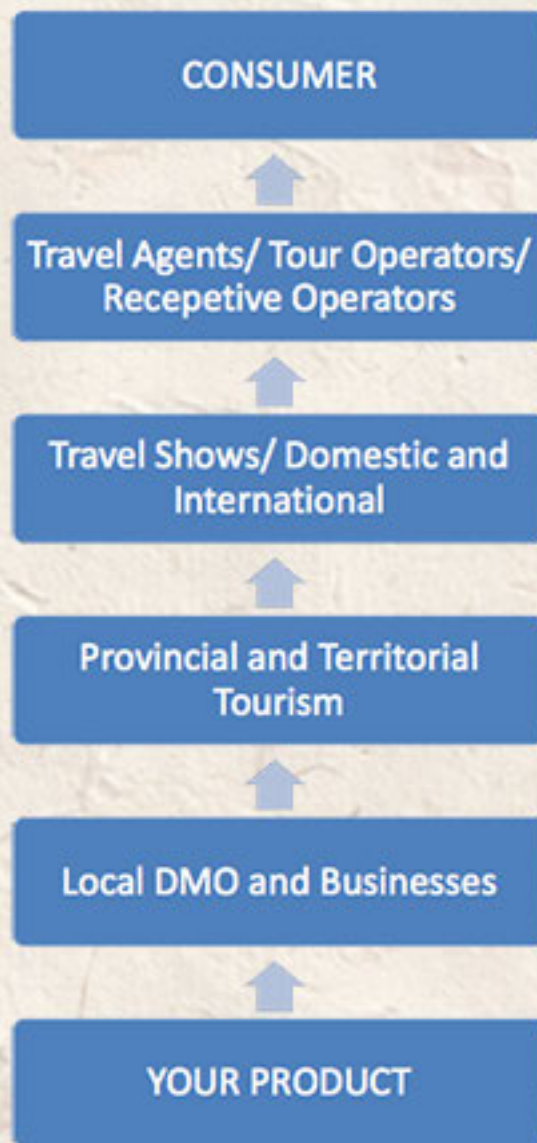 CONSUMER
Travel Agents/ Tour Operators/
Recepetive Operators
Travel Shows/ Domestic and
International
Provincial and Territorial
Tourism
Local DMO and Businesses
YOUR PRODUCT